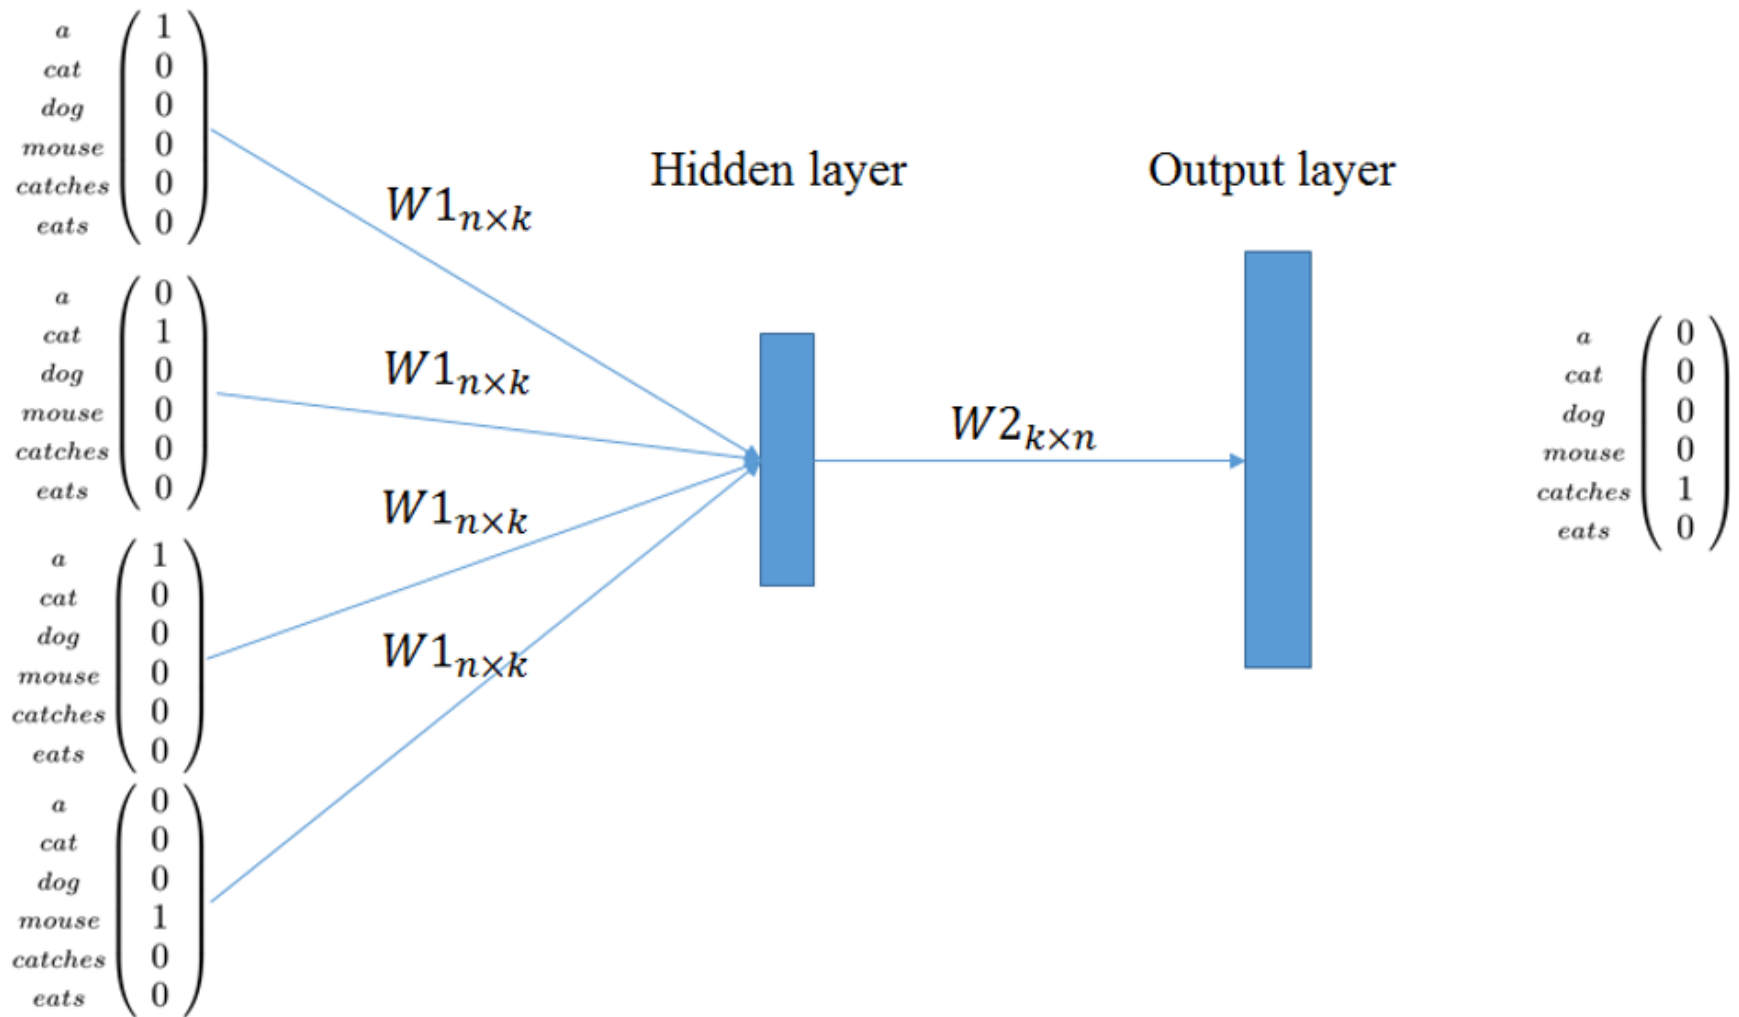 a 1
cat 0
dog 0
mouse 0
catches 0
eats 0
a 0
cat 1
dog 0
mouse 0
catches 0
eats 0
a 1
cat 0
dog 0
mouse 0
catches 0
eats 0
a 0
cat 0
dog 0
mouse 1
catches 0
eats 0
W1n×k
W1n×k
W1n×k
W1n×k
Hidden layer
W2k×n
Output layer
a 0
cat 0
dog 0
mouse 0
catches 1
eats 0